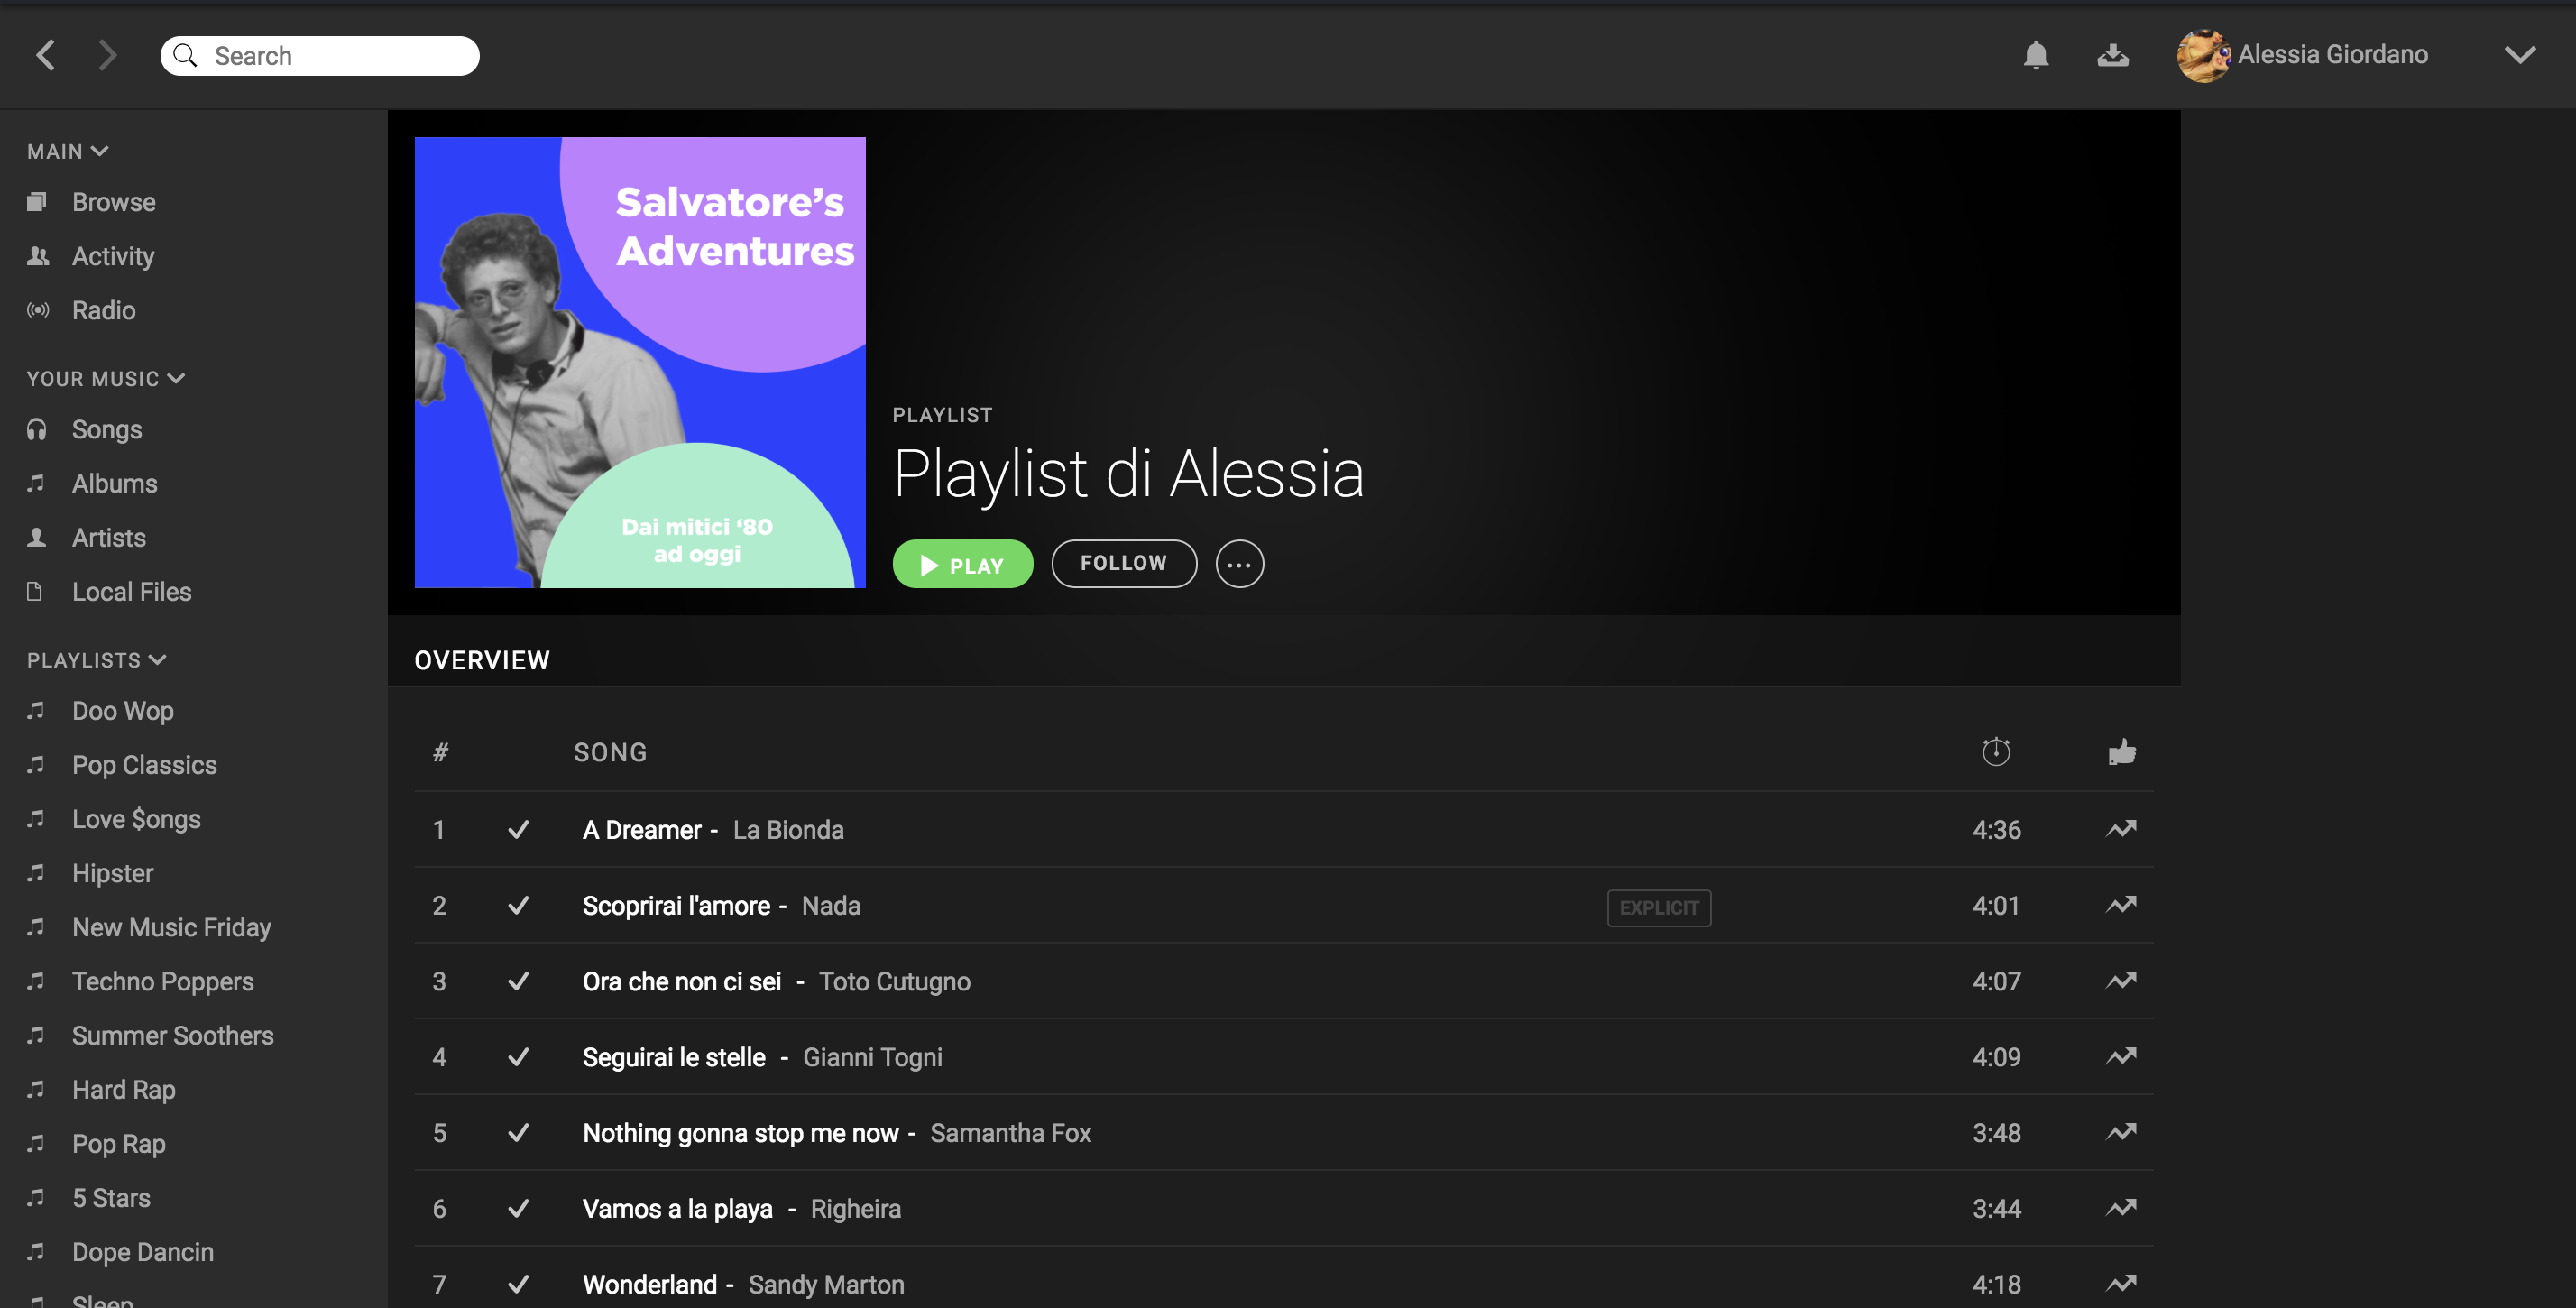 Search
Alessia Giordano
MAIN
Browse
Activity
Radio
YOUR MUSIC
Songs
Albums
Artists
Local Files
PLAYLISTS
Doo Wop
Pop Classics
Love $ongs
Hipster
New Music Friday
Techno Poppers
Summer Soothers
Hard Rap
Pop Rap
5 Stars
Dope Dancin
Sleep
Salvatore’s
Adventures
Dai mitici ‘80
ad oggi
PLAYLIST
Playlist di Alessia
PLAY FOLLOW ...
OVERVIEW
# SONG
1 A Dreamer - La Bionda 4:36
2 Scoprirai l'amore - Nada EXPLICIT 4:01
3 Ora che non ci sei - Toto Cutugno 4:07
4 Seguirai le stelle - Gianni Togni 4:09
5 Nothing gonna stop me now - Samantha Fox 3:48
6 Vamos a la playa - Righeira 3:44
7 Wonderland - Sandy Marton 4:18